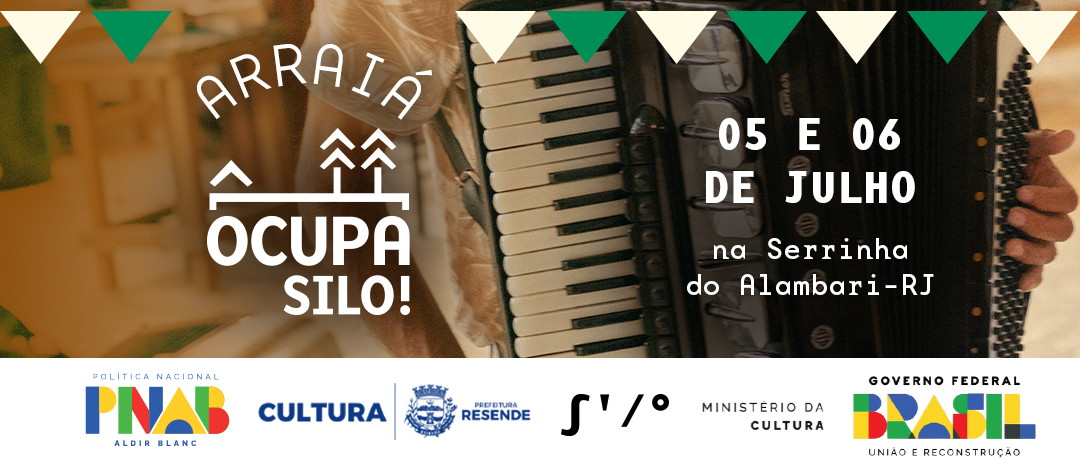 ARRAIÁ
OCUPA
SILO!
05 E 06
DE JULHO
na Serrinha
do Alambari-RJ
POLÍTICA NACIONAL
PNAB
ALDIR BLANC
CULTURA
PREFEITURA
RESENDE
MINISTÉRIO DA
CULTURA
GOVERNO FEDERAL
BRASIL
UNIÃO E RECONSTRUÇÃO